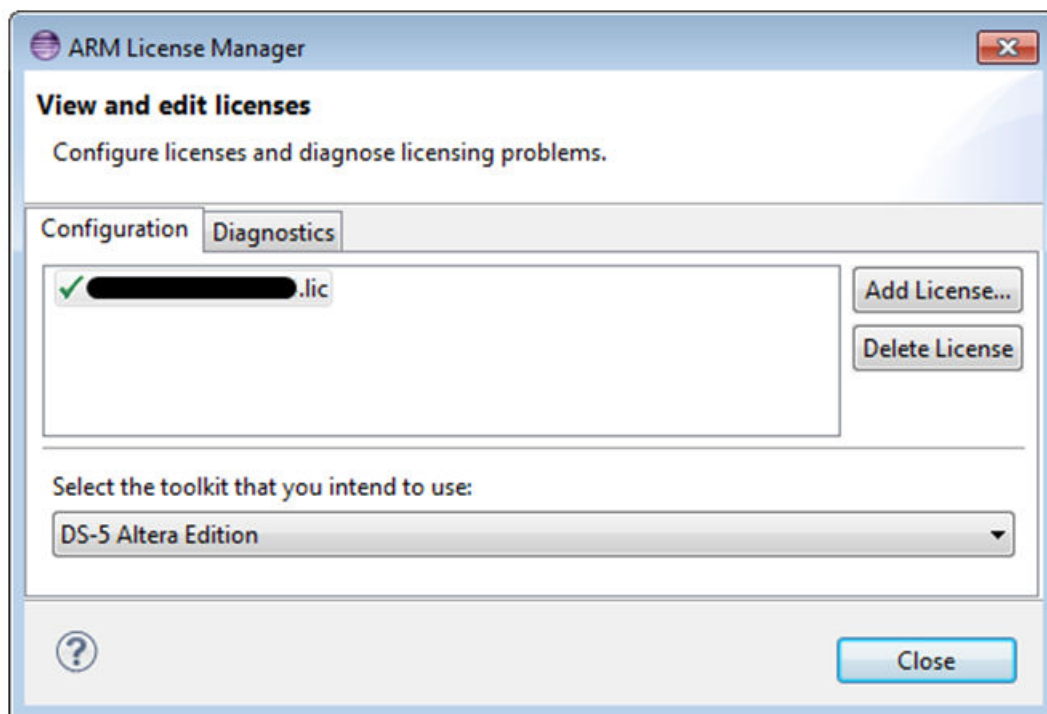 ARM License Manager
View and edit licenses
Configure licenses and diagnose licensing problems.
Configuration Diagnostics
.lic
Add License...
Delete License
Select the toolkit that you intend to use:
DS-5 Altera Edition
?
Close